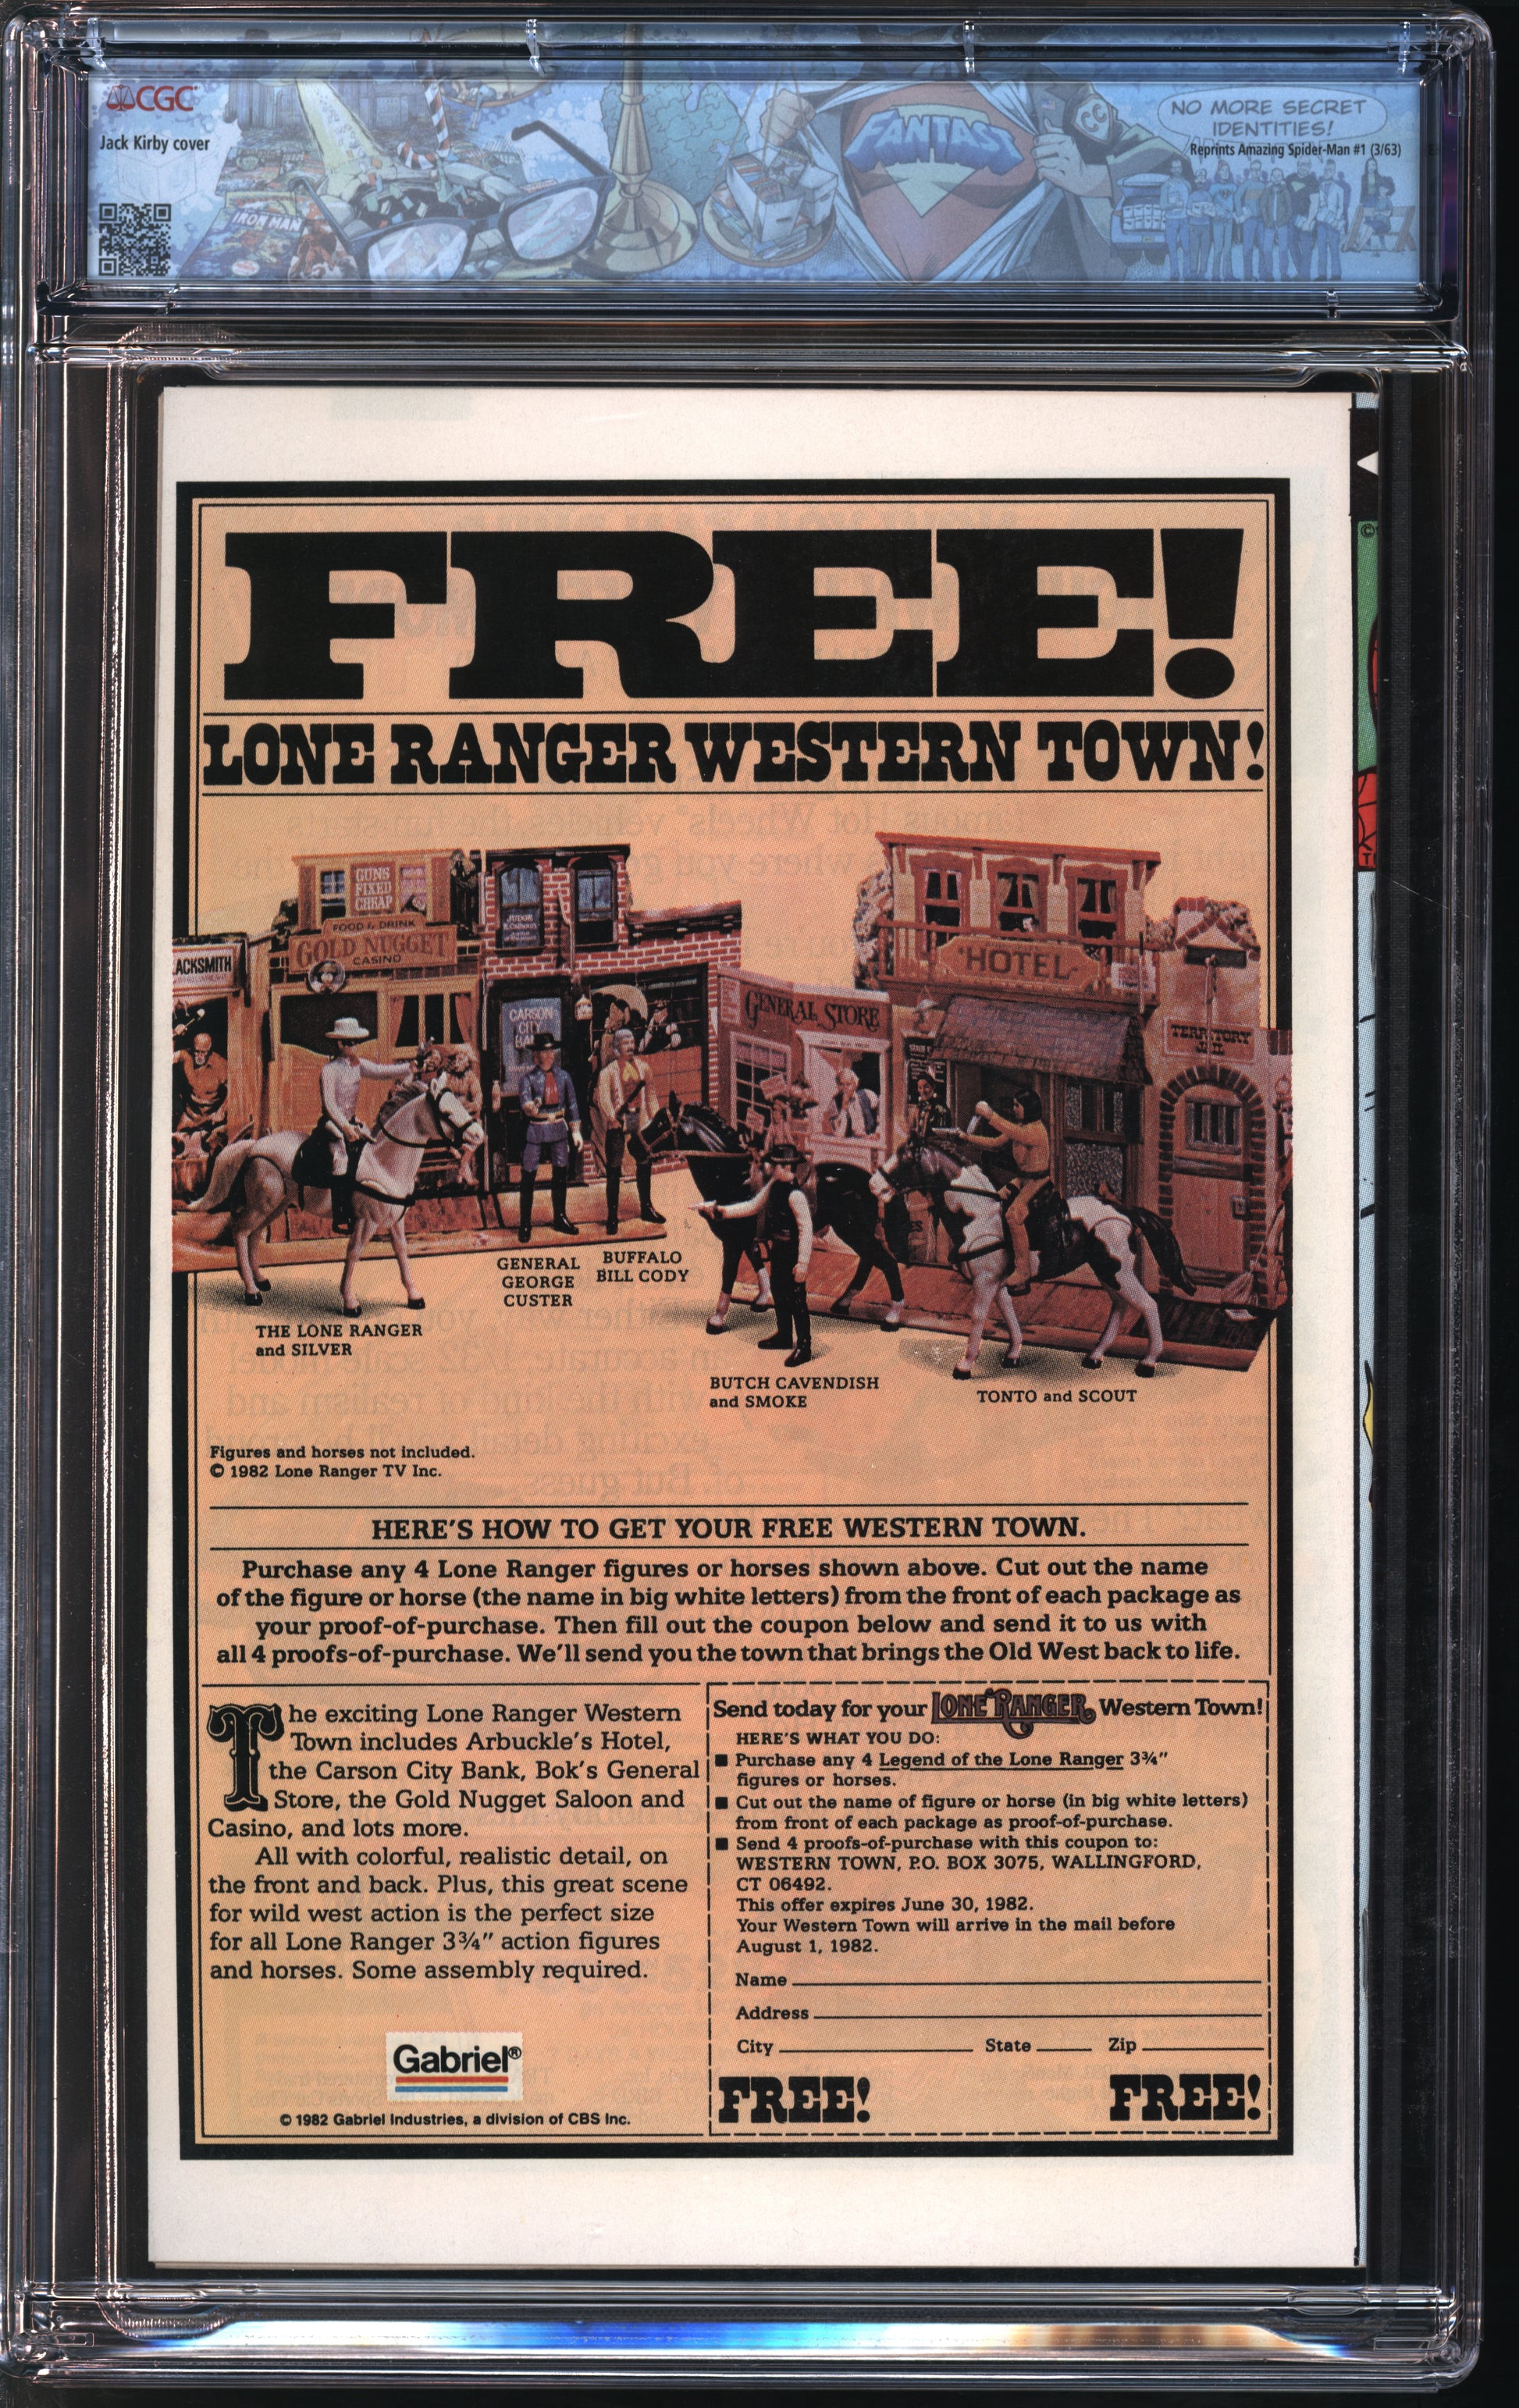 CGC
Jack Kirby cover
IRON MAN
FANTAST
CC
NO MORE SECRET
IDENTITIES!
Reprints Amazing Spider-Man #1 (3/63)
FREE!
LONE RANGER WESTERN TOWN!
GUNS
FIXED
CHEAP
FOOD & DRINK
GOLD NUGGET
CASINO
ACKSMITH
JUDGE
CARSON
CITY
BA
GENERAL STORE
HOTEL
TERRITORY
JAIL
GENERAL
GEORGE
CUSTER
BUFFALO
BILL CODY
THE LONE RANGER
and SILVER
BUTCH CAVENDISH
and SMOKE
TONTO and SCOUT
Figures and horses not included.
© 1982 Lone Ranger TV Inc.
HERE'S HOW TO GET YOUR FREE WESTERN TOWN.
Purchase any 4 Lone Ranger figures or horses shown above. Cut out the name
of the figure or horse (the name in big white letters) from the front of each package as
your proof-of-purchase. Then fill out the coupon below and send it to us with
all 4 proofs-of-purchase. We'll send you the town that brings the Old West back to life.
The exciting Lone Ranger Western
Town includes Arbuckle's Hotel,
the Carson City Bank, Bok's General
Store, the Gold Nugget Saloon and
Casino, and lots more.
All with colorful, realistic detail, on
the front and back. Plus, this great scene
for wild west action is the perfect size
for all Lone Ranger 3¾" action figures
and horses. Some assembly required.
Gabriel®
© 1982 Gabriel Industries, a division of CBS Inc.
Send today for your LONE RANGER Western Town!
HERE'S WHAT YOU DO:
■ Purchase any 4 Legend of the Lone Ranger 3¾"
figures or horses.
■ Cut out the name of figure or horse (in big white letters)
from front of each package as proof-of-purchase.
■ Send 4 proofs-of-purchase with this coupon to:
WESTERN TOWN, P.O. BOX 3075, WALLINGFORD,
CT 06492.
This offer expires June 30, 1982.
Your Western Town will arrive in the mail before
August 1, 1982.
Name
Address
City State Zip
FREE! FREE!